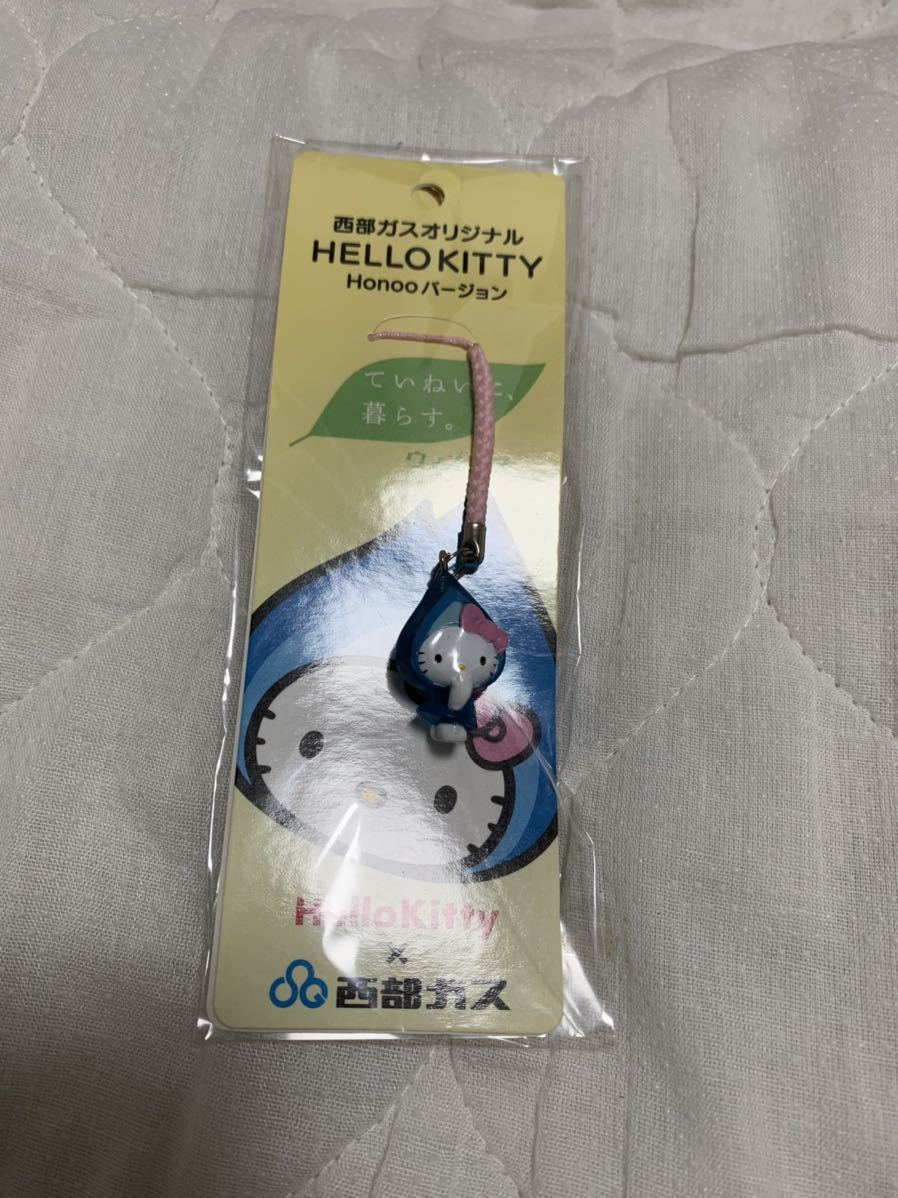 西部ガスオリジナル
HELLO KITTY
Honooバージョン
ていねいに、
暮らす。
HelloKitty
×
西部ガス